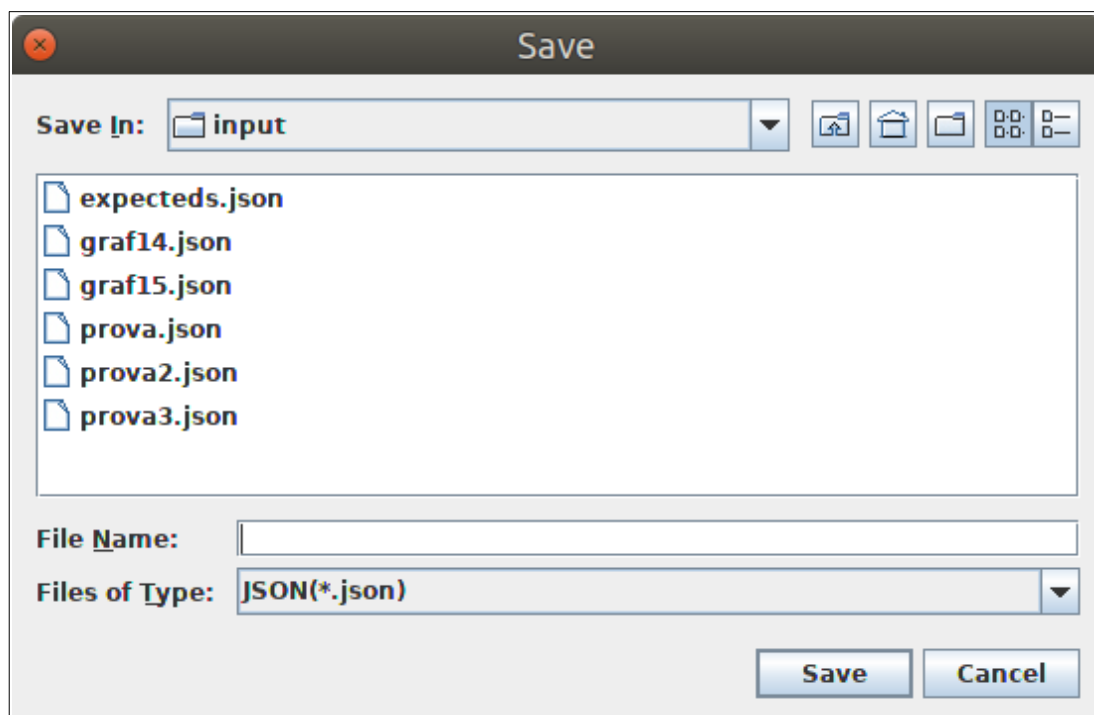 Save
Save In: input
expecteds.json
graf14.json
graf15.json
prova.json
prova2.json
prova3.json
File Name:
Files of Type: JSON(*.json)
Save Cancel